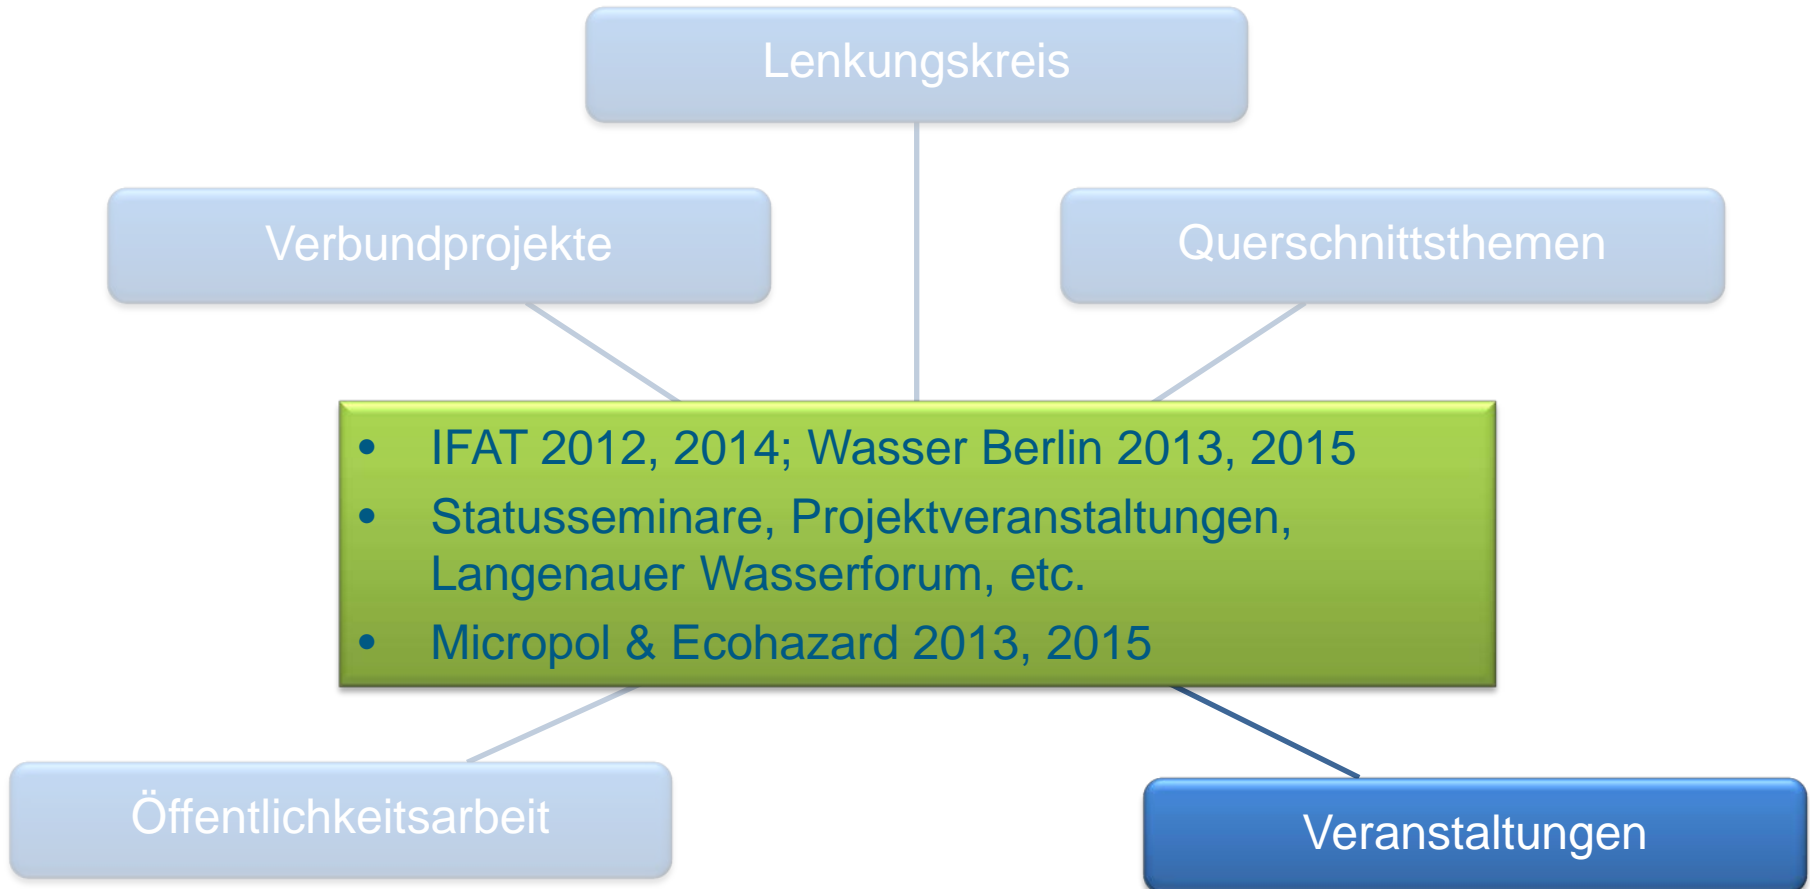 Lenkungskreis
Verbundprojekte
Querschnittsthemen
• IFAT 2012, 2014; Wasser Berlin 2013, 2015
• Statusseminare, Projektveranstaltungen,
Langenauer Wasserforum, etc.
• Micropol & Ecohazard 2013, 2015
Öffentlichkeitsarbeit
Veranstaltungen